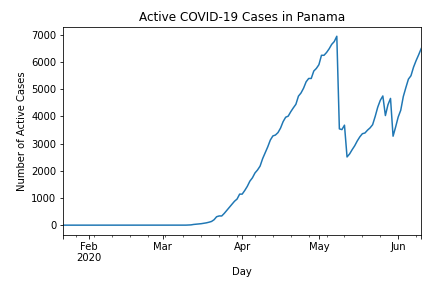 Active COVID-19 Cases in Panama
7000
6000
5000
4000
3000
2000
1000
0
Number of Active Cases
Feb
2020
Mar
Apr
May
Jun
Day